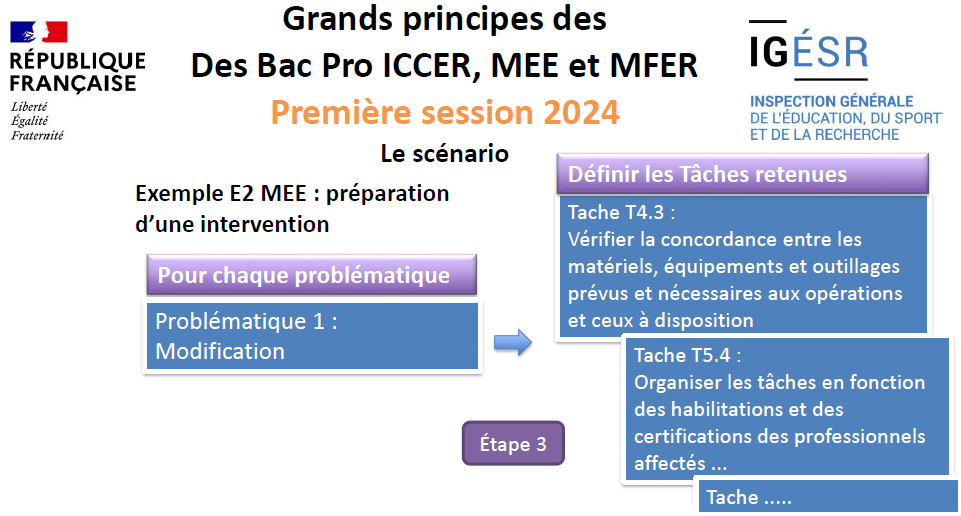 Grands principes des
Des Bac Pro ICCER, MEE et MFER
Première session 2024
RÉPUBLIQUE
FRANÇAISE
Liberté
Égalité
Fraternité
IGÉSR
INSPECTION GÉNÉRALE
DE L'ÉDUCATION, DU SPORT
ET DE LA RECHERCHE
Le scénario
Exemple E2 MEE : préparation
d'une intervention
Pour chaque problématique
Problématique 1 :
Modification
Étape 3
Définir les Tâches retenues
Tache T4.3 :
Vérifier la concordance entre les
matériels, équipements et outillages
prévus et nécessaires aux opérations
et ceux à disposition
Tache T5.4 :
Organiser les tâches en fonction
des habilitations et des
certifications des professionnels
affectés ...
Tache .....